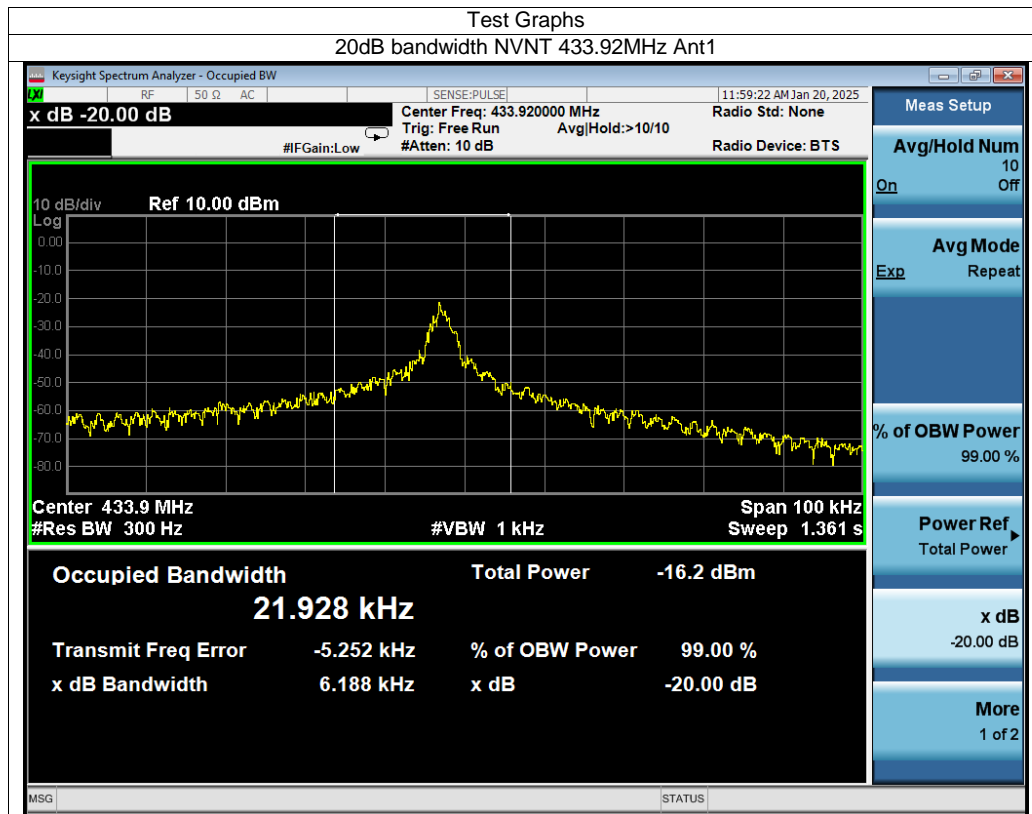 Test Graphs
20dB bandwidth NVNT 433.92MHz Ant1
Keysight Spectrum Analyzer - Occupied BW
LXI RF 50 Ω AC SENSE:PULSE 11:59:22 AM Jan 20, 2025
x dB -20.00 dB
Center Freq: 433.920000 MHz Radio Std: None
Trig: Free Run Avg|Hold:>10/10
#IFGain:Low #Atten: 10 dB Radio Device: BTS
10 dB/div Ref 10.00 dBm
Log
0.00
-10.0
-20.0
-30.0
-40.0
-50.0
-60.0
-70.0
-80.0
Center 433.9 MHz Span 100 kHz
#Res BW 300 Hz #VBW 1 kHz Sweep 1.361 s
Occupied Bandwidth Total Power -16.2 dBm
21.928 kHz
Transmit Freq Error -5.252 kHz % of OBW Power 99.00 %
x dB Bandwidth 6.188 kHz x dB -20.00 dB
Meas Setup
Avg/Hold Num
10
On Off
Avg Mode
Exp Repeat
% of OBW Power
99.00 %
Power Ref
Total Power
x dB
-20.00 dB
More
1 of 2
MSG STATUS